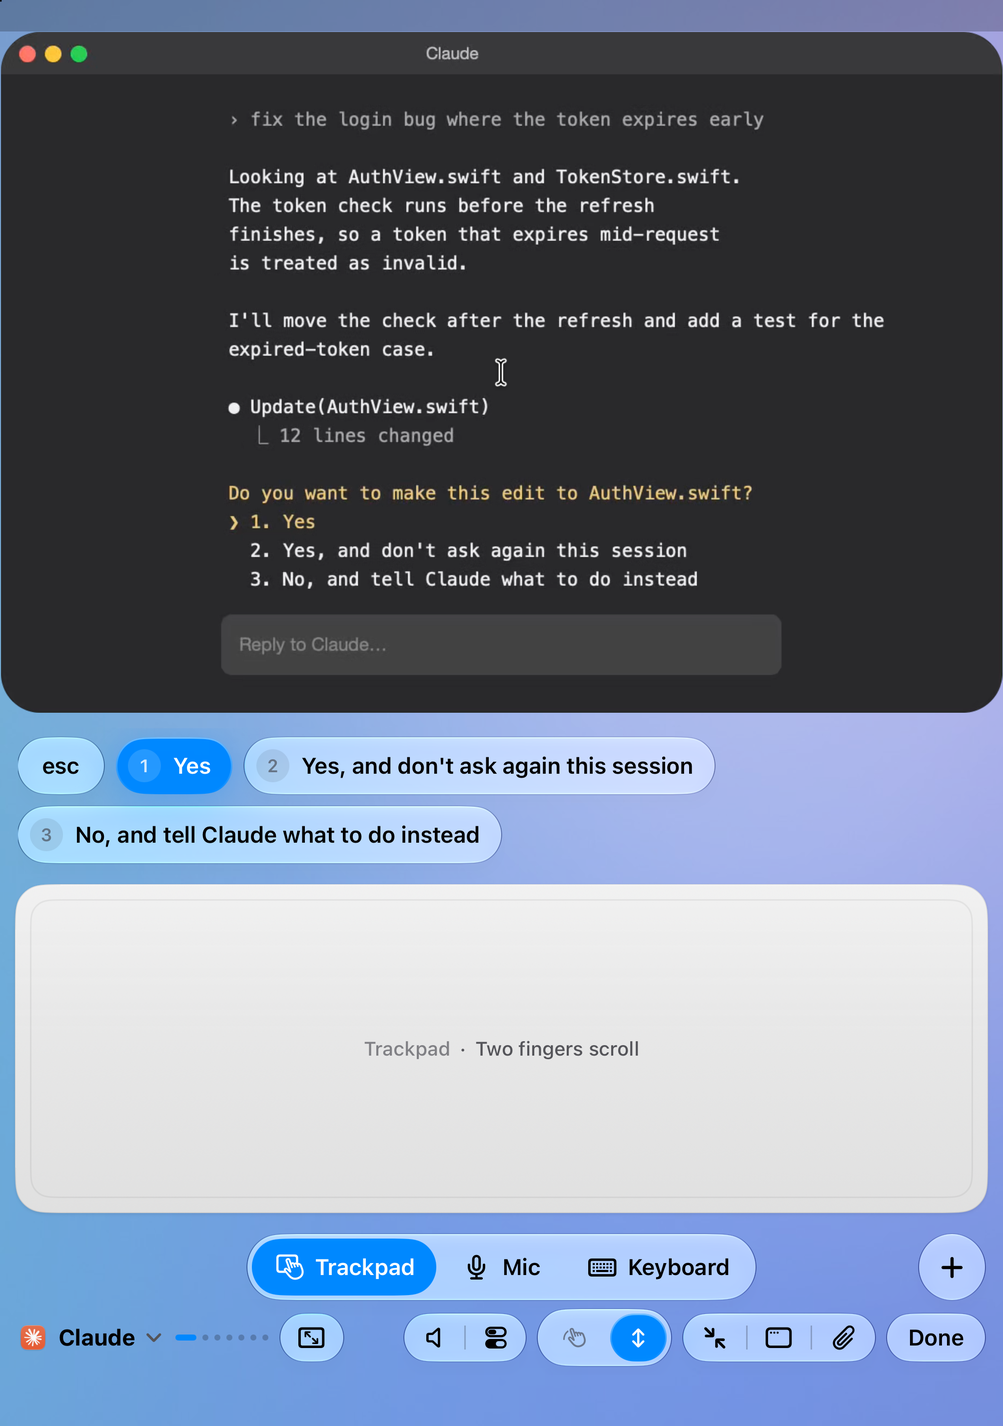 Claude
› fix the login bug where the token expires early
Looking at AuthView.swift and TokenStore.swift.
The token check runs before the refresh
finishes, so a token that expires mid-request
is treated as invalid.
I'll move the check after the refresh and add a test for the
expired-token case.
● Update(AuthView.swift)
⎿ 12 lines changed
Do you want to make this edit to AuthView.swift?
❯ 1. Yes
2. Yes, and don't ask again this session
3. No, and tell Claude what to do instead
Reply to Claude...
esc
1 Yes
2 Yes, and don't ask again this session
3 No, and tell Claude what to do instead
Trackpad · Two fingers scroll
Trackpad
Mic
Keyboard
Claude
Done